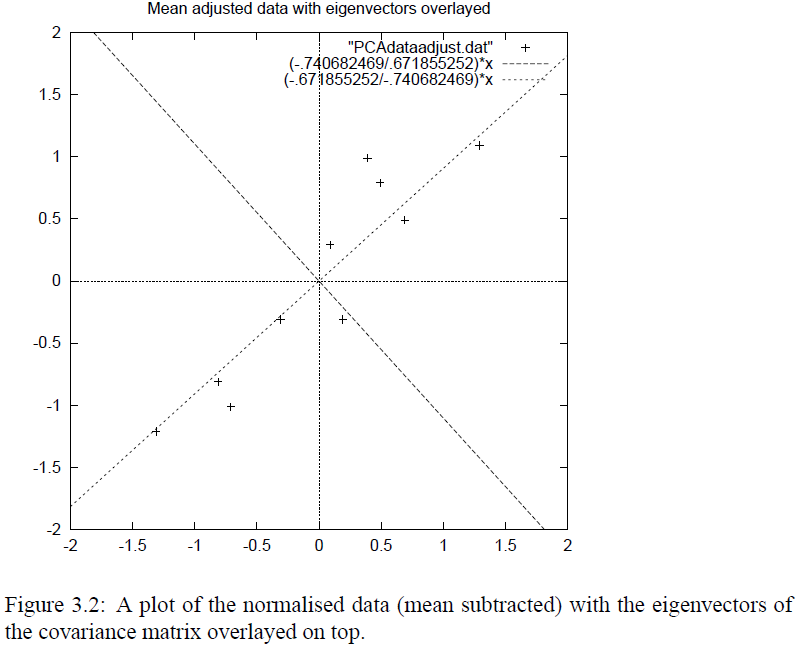 Mean adjusted data with eigenvectors overlayed
"PCAdataadjust.dat"
(-.740682469/.671855252)*x
(-.671855252/-.740682469)*x
2
1.5
1
0.5
0
-0.5
-1
-1.5
-2
-2 -1.5 -1 -0.5 0 0.5 1 1.5 2
Figure 3.2: A plot of the normalised data (mean subtracted) with the eigenvectors of
the covariance matrix overlayed on top.